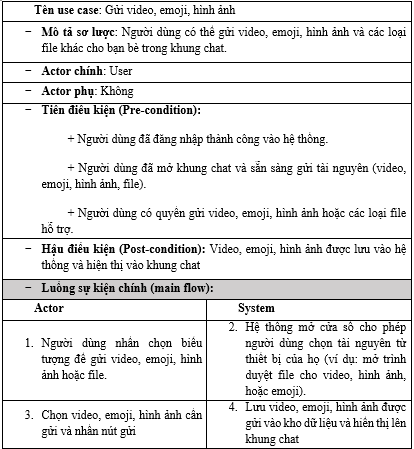 Tên use case: Gửi video, emoji, hình ảnh
− Mô tả sơ lược: Người dùng có thể gửi video, emoji, hình ảnh và các loại
file khác cho bạn bè trong khung chat.
− Actor chính: User
− Actor phụ: Không
− Tiên điều kiện (Pre-condition):
+ Người dùng đã đăng nhập thành công vào hệ thống.
+ Người dùng đã mở khung chat và sẵn sàng gửi tài nguyên (video,
emoji, hình ảnh, file).
+ Người dùng có quyền gửi video, emoji, hình ảnh hoặc các loại file
hỗ trợ.
− Hậu điều kiện (Post-condition): Video, emoji, hình ảnh được lưu vào hệ
thống và hiện thị vào khung chat
− Luồng sự kiện chính (main flow):
Actor
System
1. Người dùng nhấn chọn biểu
tượng để gửi video, emoji, hình
ảnh hoặc file.
2. Hệ thống mở cửa sổ cho phép
người dùng chọn tài nguyên từ
thiết bị của họ (ví dụ: mở trình
duyệt file cho video, hình ảnh,
hoặc emoji).
3. Chọn video, emoji, hình ảnh cần
gửi và nhấn nút gửi
4. Lưu video, emoji, hình ảnh được
gửi vào kho dữ liệu và hiển thị lên
khung chat